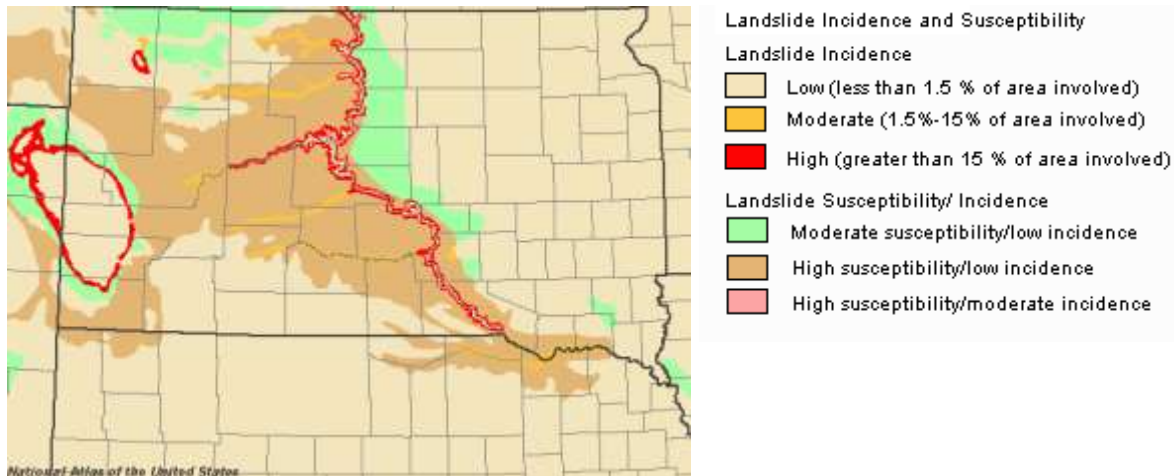 Landslide Incidence and Susceptibility
Landslide Incidence
Low (less than 1.5 % of area involved)
Moderate (1.5%-15% of area involved)
High (greater than 15 % of area involved)
Landslide Susceptibility/ Incidence
Moderate susceptibility/low incidence
High susceptibility/low incidence
High susceptibility/moderate incidence
National Atlas of the United States